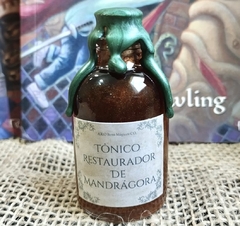 wling
TÓNICO
RESTAURADOR
DE
MANDRÁGORA